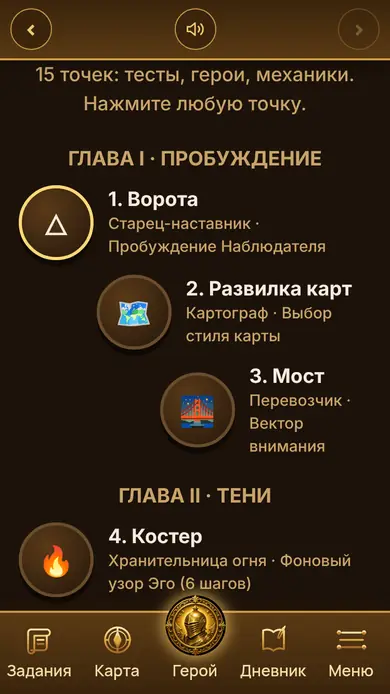 15 точек: тесты, герои, механики.
Нажмите любую точку.
ГЛАВА I · ПРОБУЖДЕНИЕ
1. Ворота
Старец-наставник ·
Пробуждение Наблюдателя
2. Развилка карт
Картограф · Выбор
стиля карты
3. Мост
Перевозчик ·
Вектор
внимания
ГЛАВА II · ТЕНИ
4. Костер
Хранительница огня · Фоновый
узор Эго (6 шагов)
Задания
Карта
Герой
Дневник
Меню